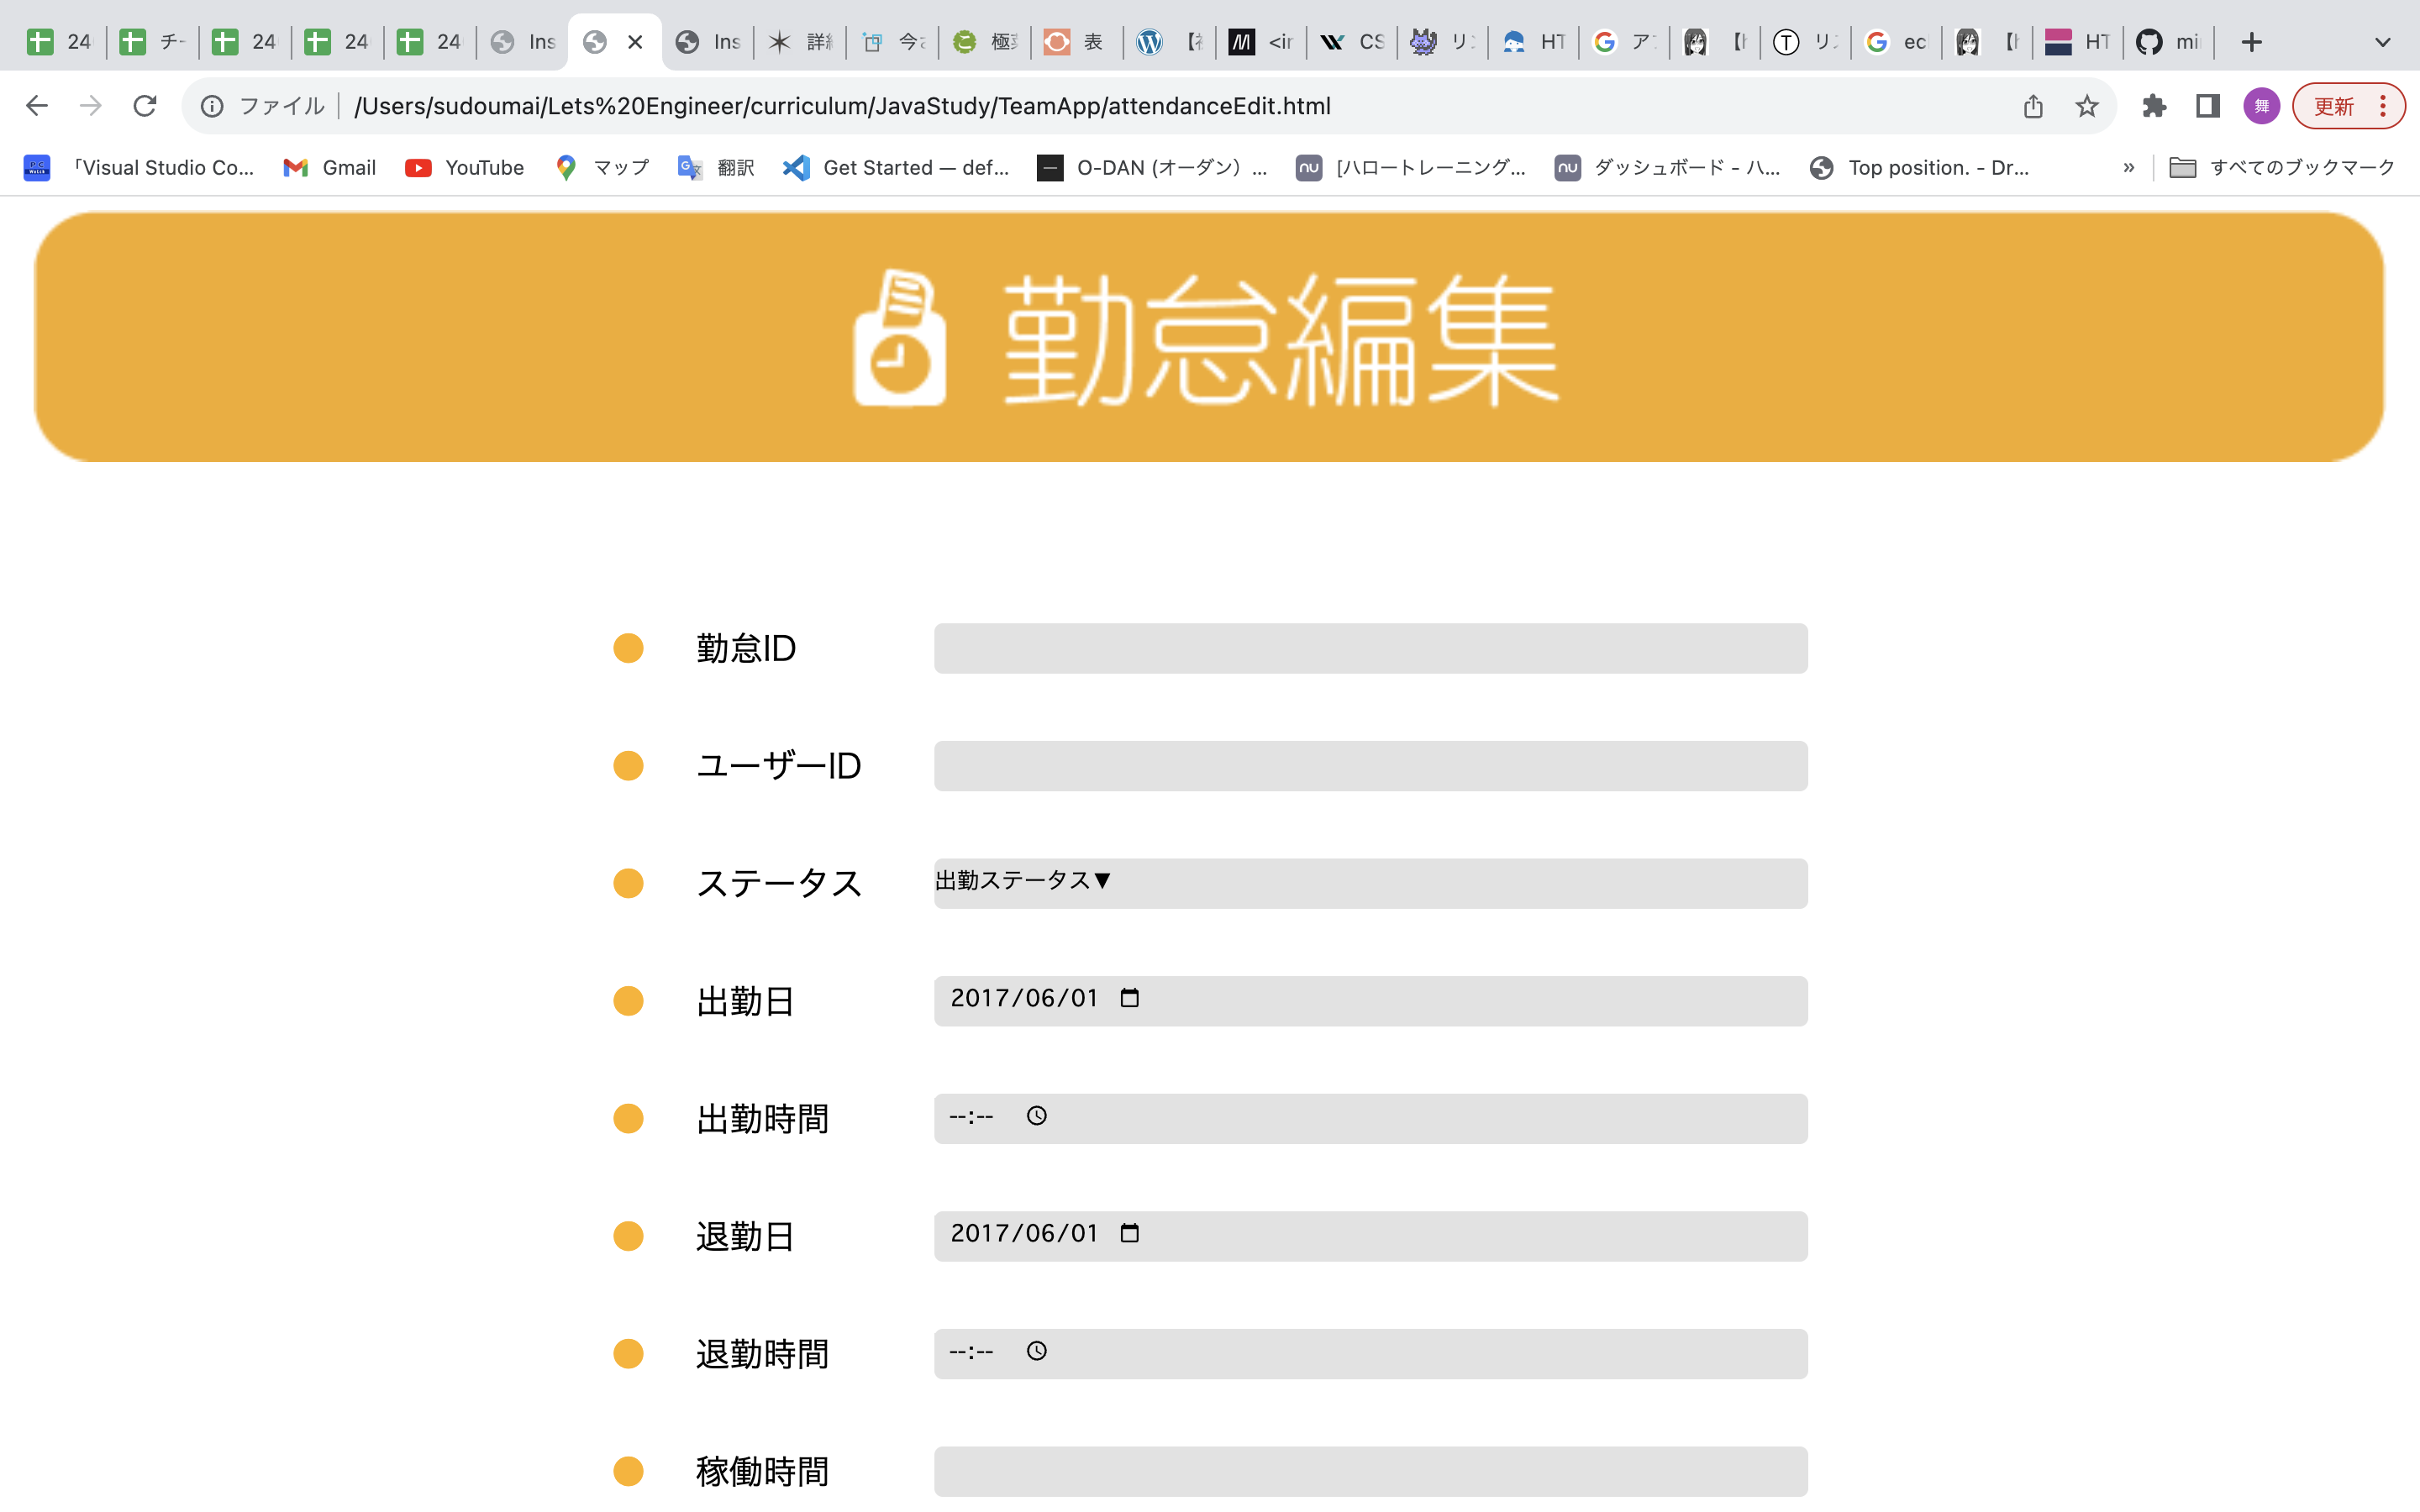 24 チー 24 24 24 Ins Ins 詳 今 極 表 <ir CS リ HT ア リ ec HT
ファイル /Users/sudoumai/Lets%20Engineer/curriculum/JavaStudy/TeamApp/attendanceEdit.html 舞 更新
「Visual Studio Co... Gmail YouTube マップ 翻訳 Get Started — def... O-DAN (オーダン) ... [ハロートレーニング... ダッシュボード - ハ... Top position. - Dr... » すべてのブックマーク
勤怠編集
勤怠ID
ユーザーID
ステータス 出勤ステータス▼
出勤日 2017/06/01
出勤時間 --:--
退勤日 2017/06/01
退勤時間 --:--
稼働時間